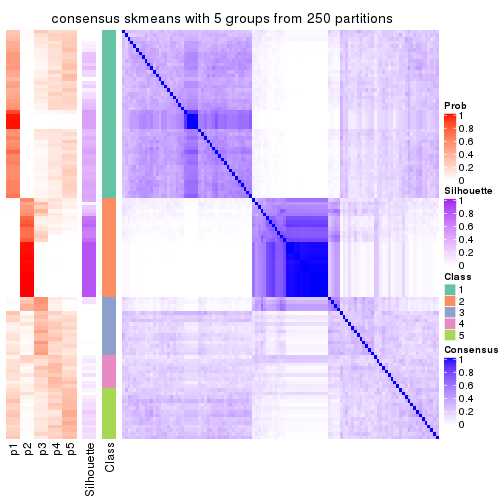 consensus skmeans with 5 groups from 250 partitions
Prob
1
0.8
0.6
0.4
0.2
0
Silhouette
1
0.8
0.6
0.4
0.2
0
Class
1
2
3
4
5
Consensus
1
0.8
0.6
0.4
0.2
0
p1
p2
p3
p4
p5
Silhouette
Class